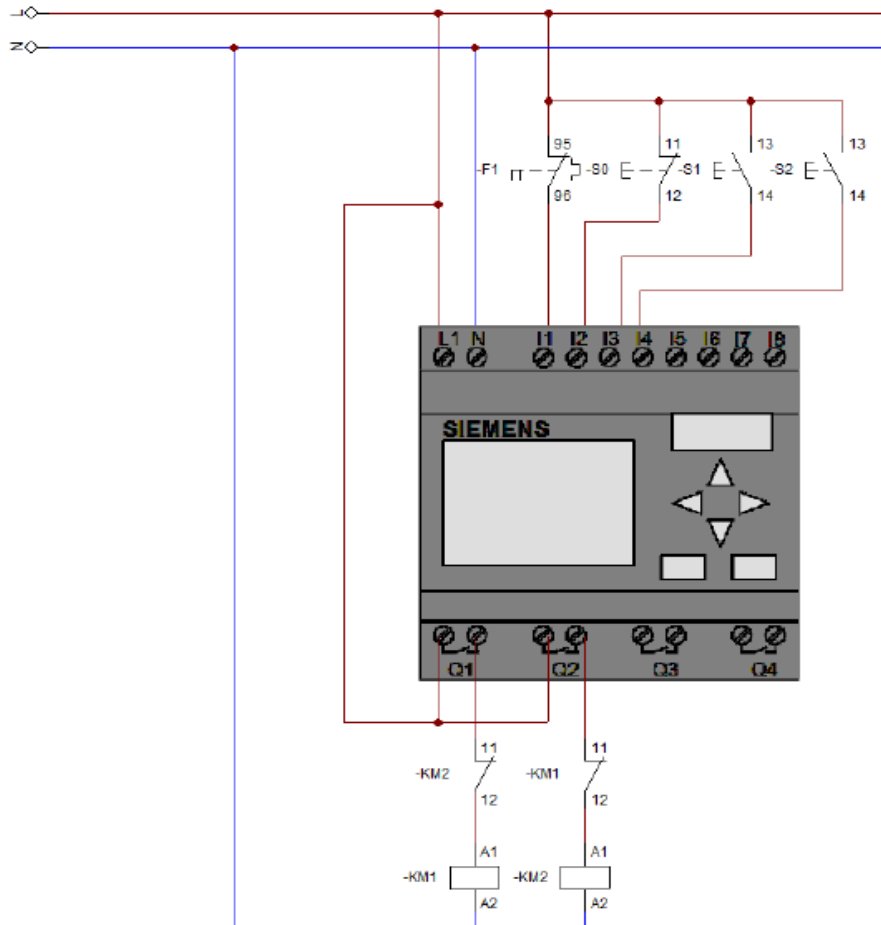 L
N
95 11 13 13
-F1 -S0 -S1 -S2
96 12 14 14
L1 N I1 I2 I3 I4 I5 I6 I7 I8
SIEMENS
Q1 Q2 Q3 Q4
11 11
-KM2 -KM1
12 12
A1 A1
-KM1 -KM2
A2 A2